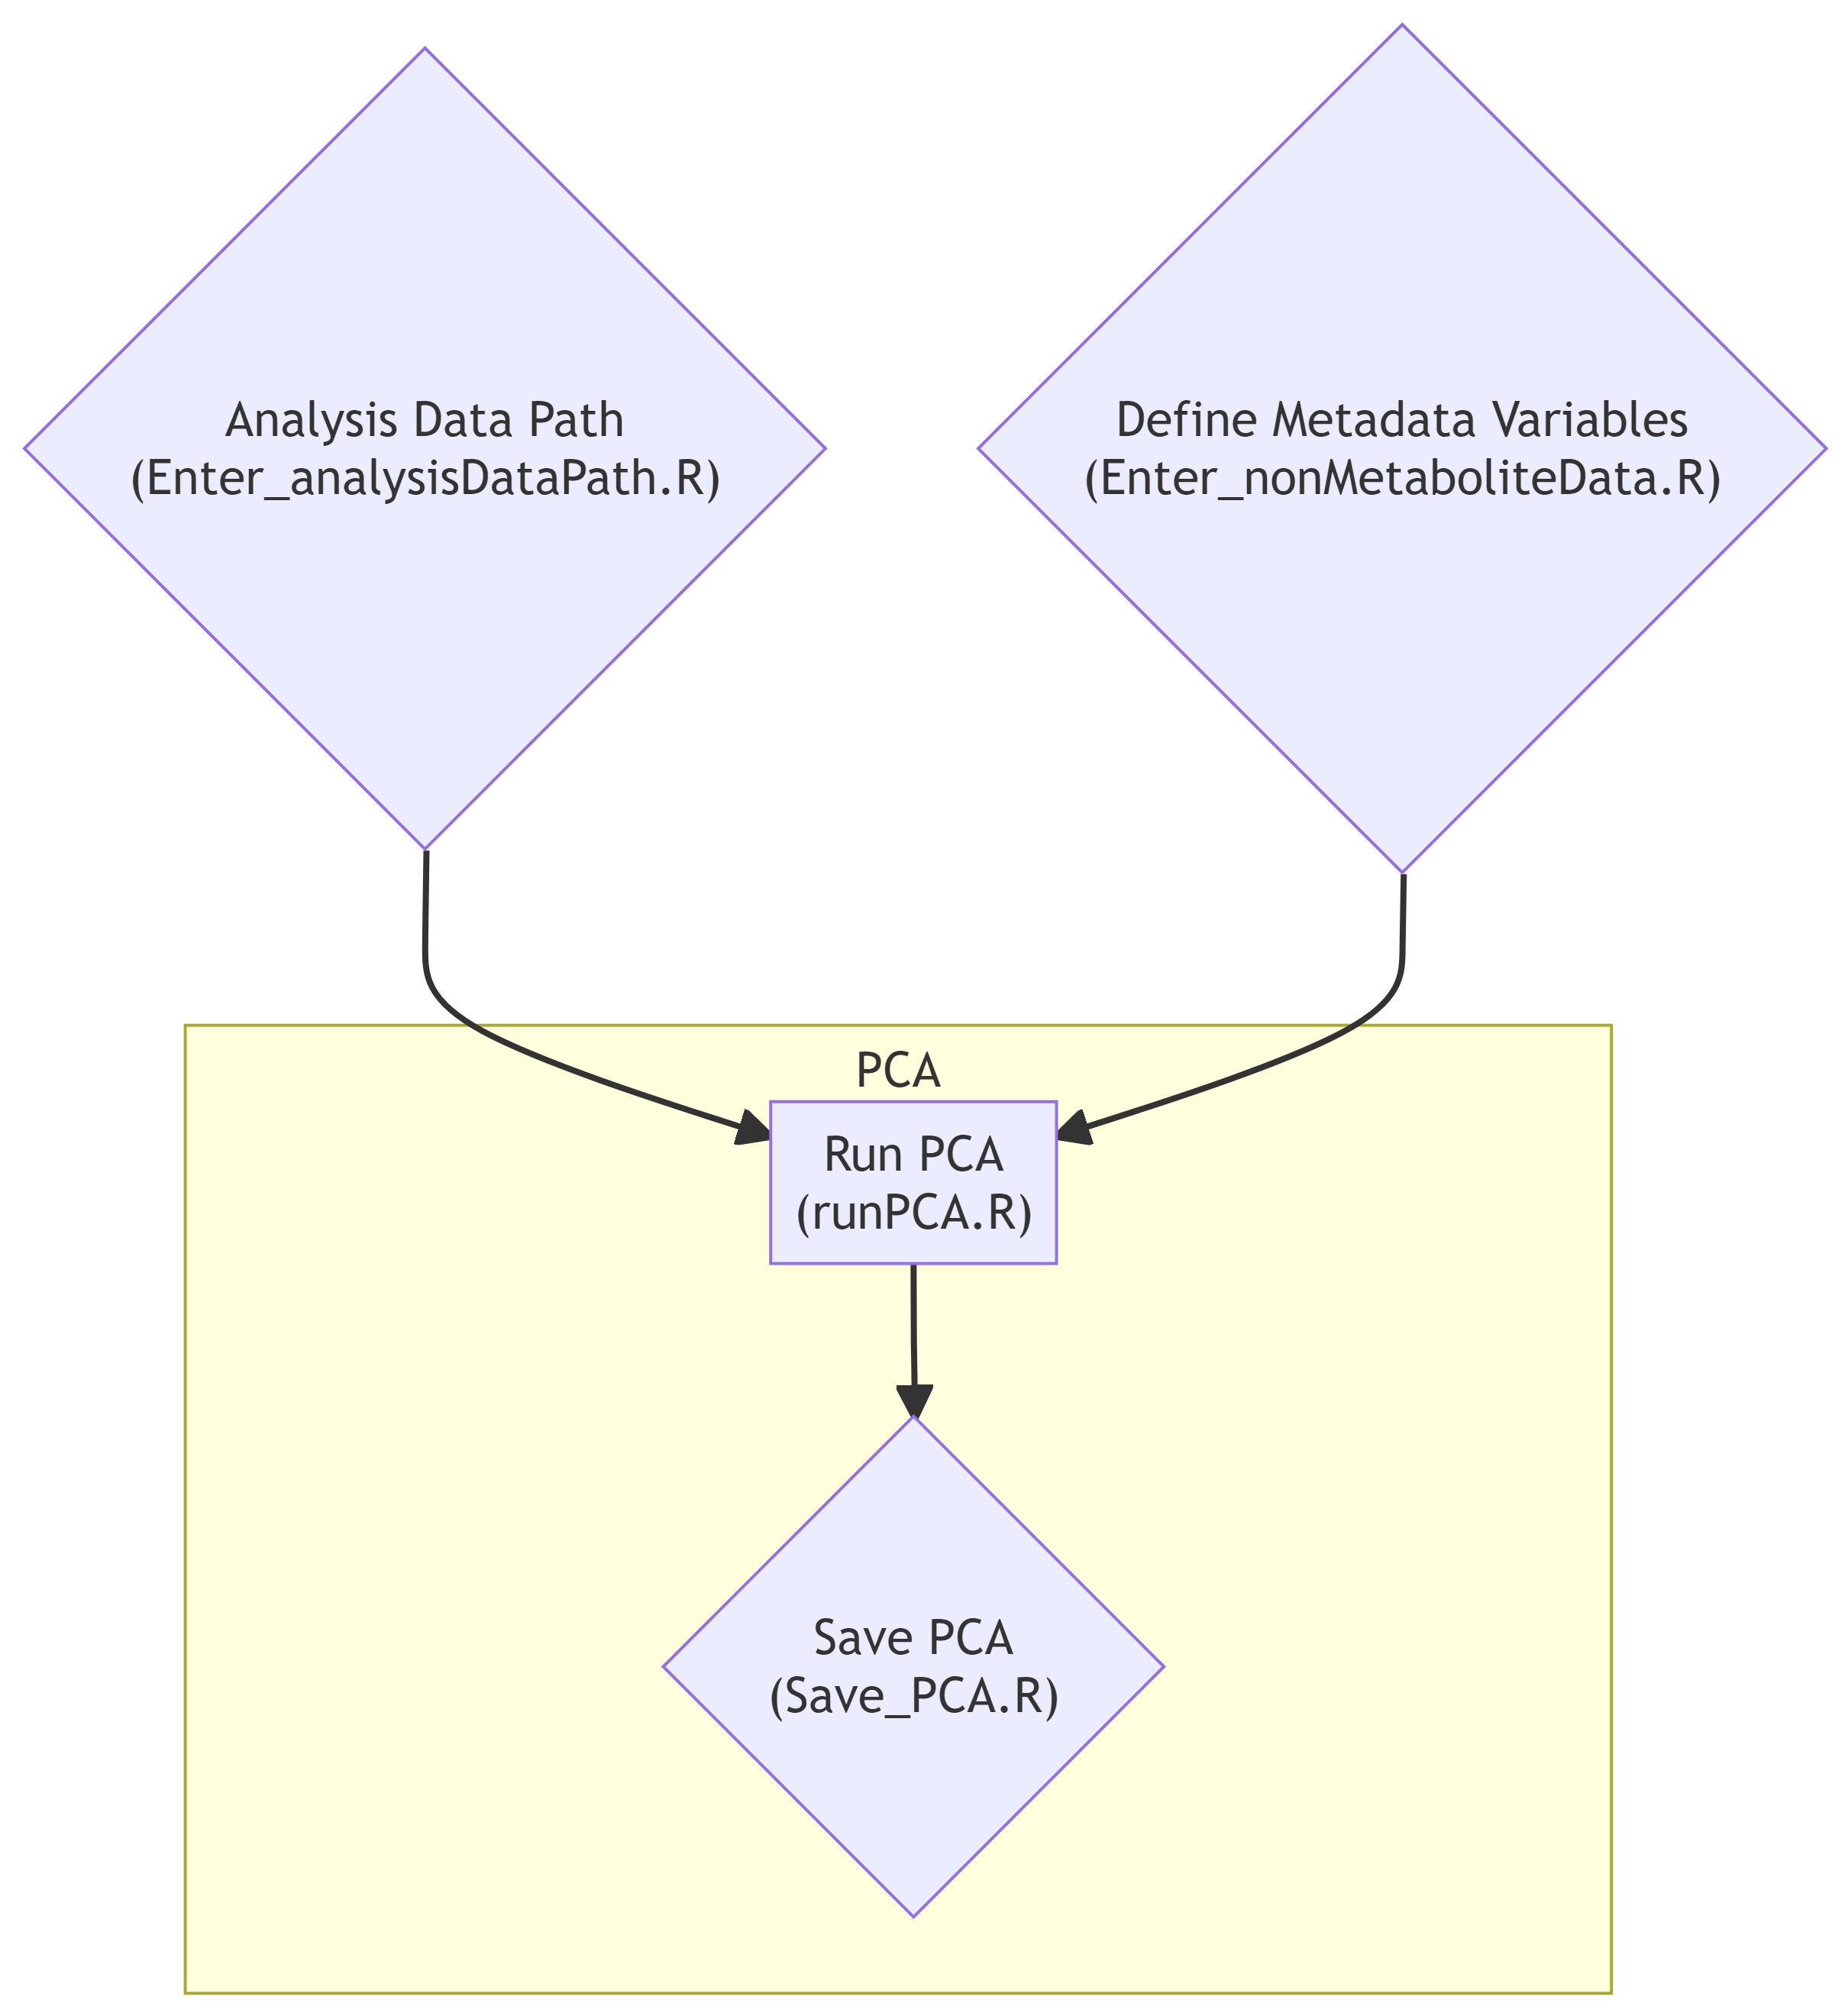 Analysis Data Path
(Enter_analysisDataPath.R)
Define Metadata Variables
(Enter_nonMetaboliteData.R)
PCA
Run PCA
(runPCA.R)
Save PCA
(Save_PCA.R)